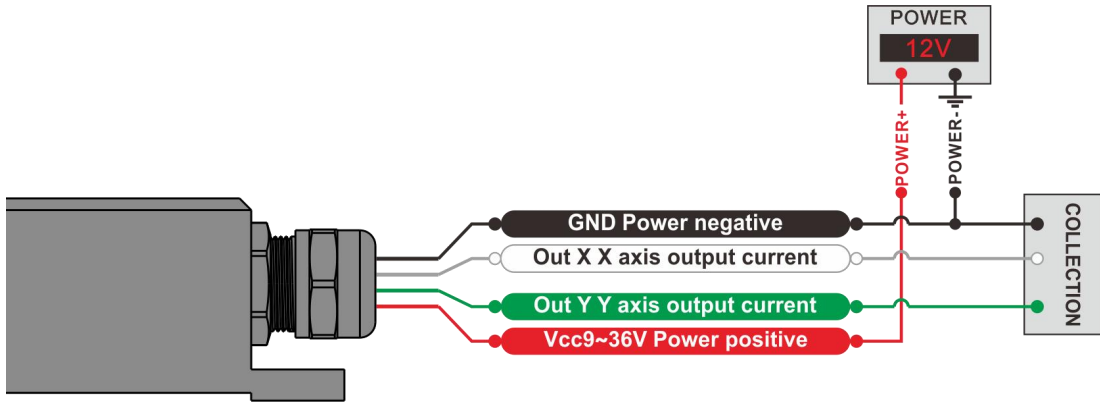 POWER
12V
POWER+
POWER-
GND Power negative
Out X X axis output current
Out Y Y axis output current
Vcc9~36V Power positive
COLLECTION